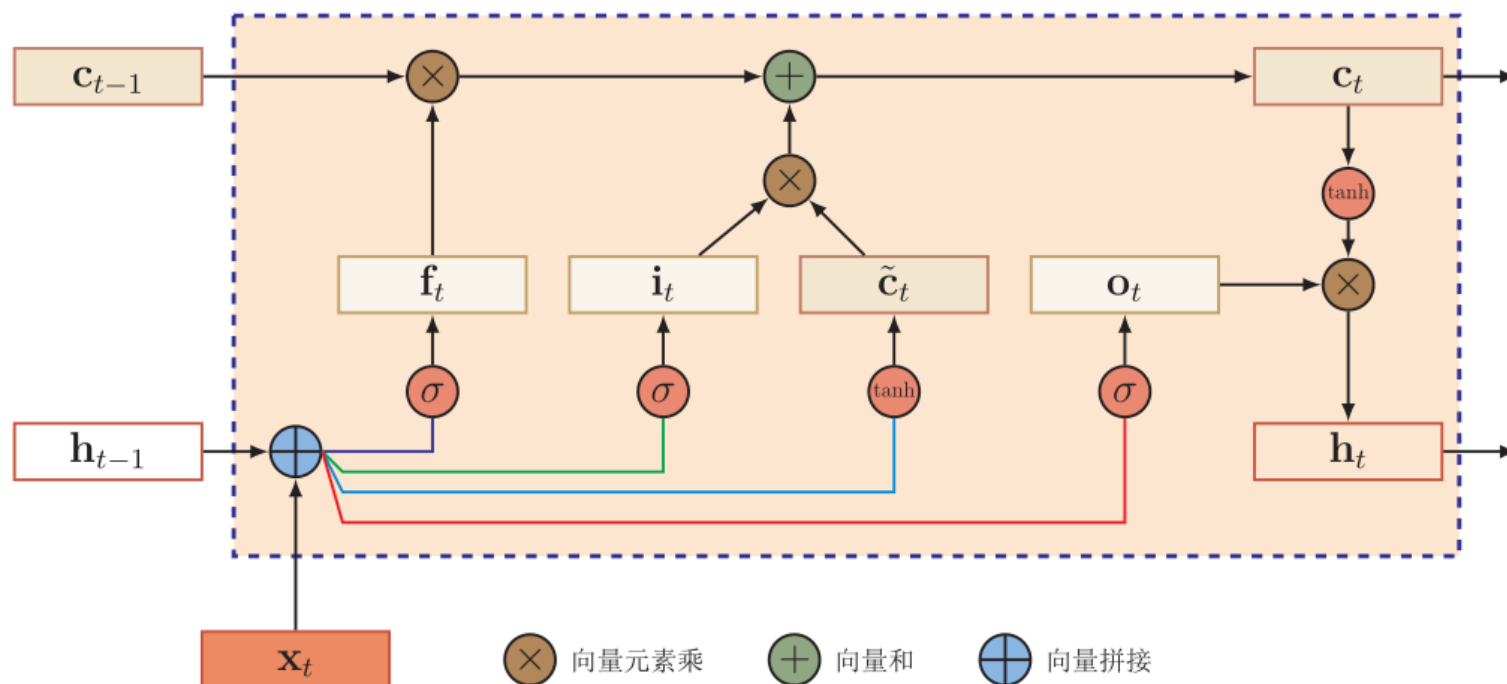 c_{t−1} × + c_t
× tanh
f_t i_t c̃_t o_t ×
σ σ tanh σ
h_{t−1} h_t
x_t × 向量元素乘 + 向量和 向量拼接